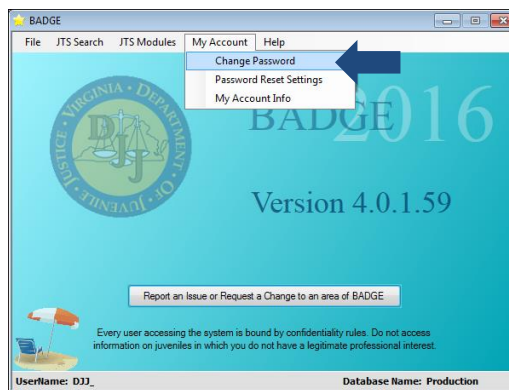 BADGE
File JTS Search JTS Modules My Account Help
Change Password
Password Reset Settings
My Account Info
VIRGINIA • DEPARTMENT OF JUVENILE JUSTICE
DJJ
BADGE 2016
Version 4.0.1.59
Report an Issue or Request a Change to an area of BADGE
Every user accessing the system is bound by confidentiality rules. Do not access
information on juveniles in which you do not have a legitimate professional interest.
UserName: DJJ_ Database Name: Production